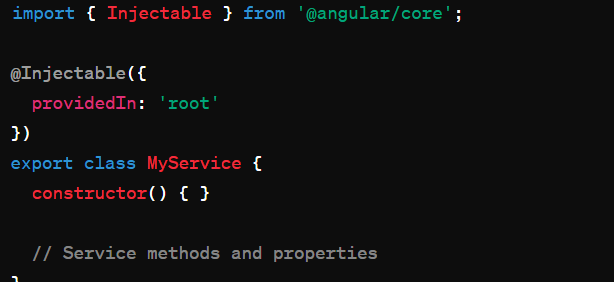 import { Injectable } from '@angular/core';
@Injectable({
  providedIn: 'root'
})
export class MyService {
  constructor() { }
  // Service methods and properties
}